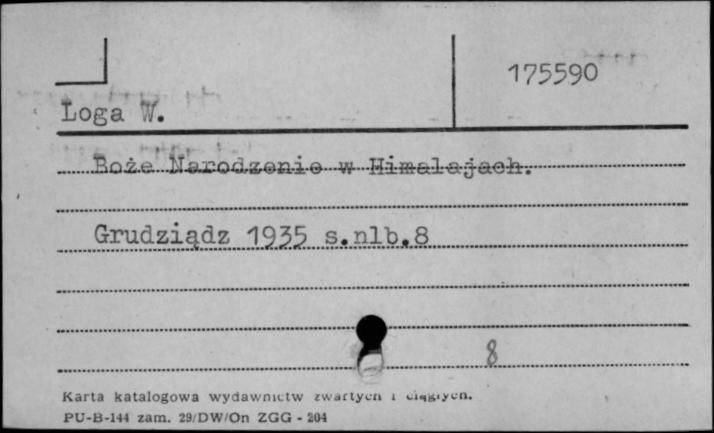 175590
Łoga W.
Boże Narodzenie w Himalajach.
Grudziądz 1935 s.nlb.8
8
Karta katalogowa wydawnictw zwartych i ciągłych.
PU-B-144 zam. 29/DW/On ZGG - 204